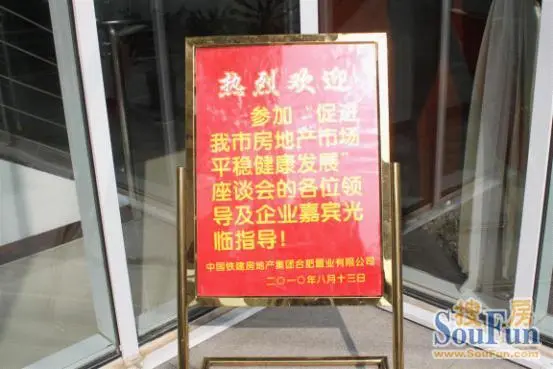 热烈欢迎
参加“促进
我市房地产市场
平稳健康发展”
座谈会的各位领
导及企业嘉宾光
临指导！
中国铁建房地产集团合肥置业有限公司
二〇一〇年八月十三日
搜房
SouFun
www.SouFun.com